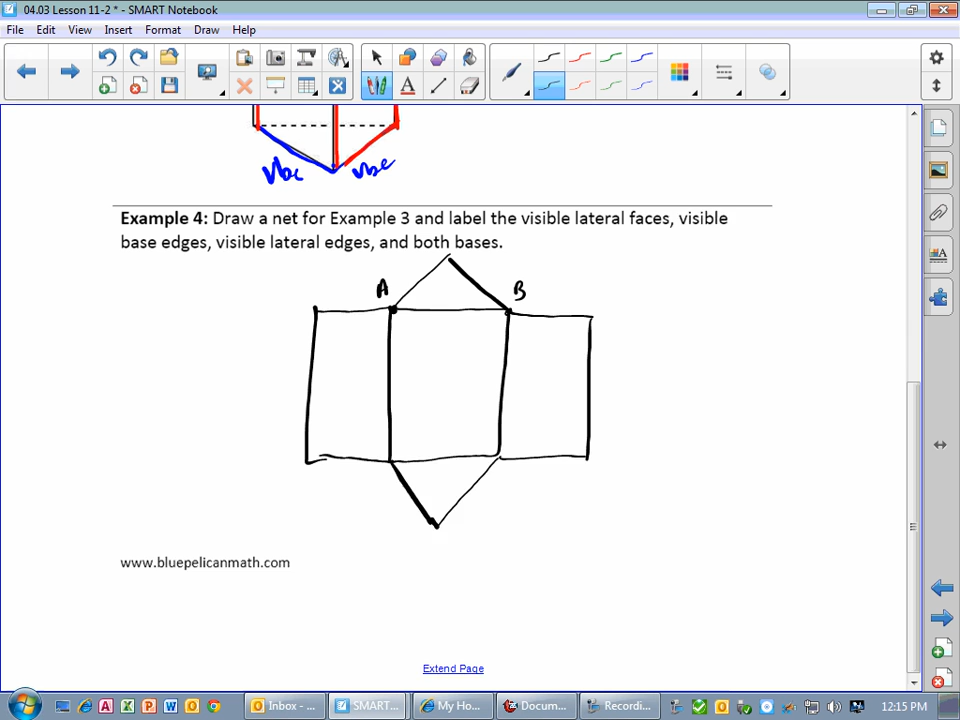 04.03 Lesson 11-2 * - SMART Notebook
File Edit View Insert Format Draw Help
Vbe Vbe
Example 4: Draw a net for Example 3 and label the visible lateral faces, visible
base edges, visible lateral edges, and both bases.
A B
www.bluepelicanmath.com
Extend Page
Inbox - ... SMART... My Ho... Docum... Recordi... 12:15 PM